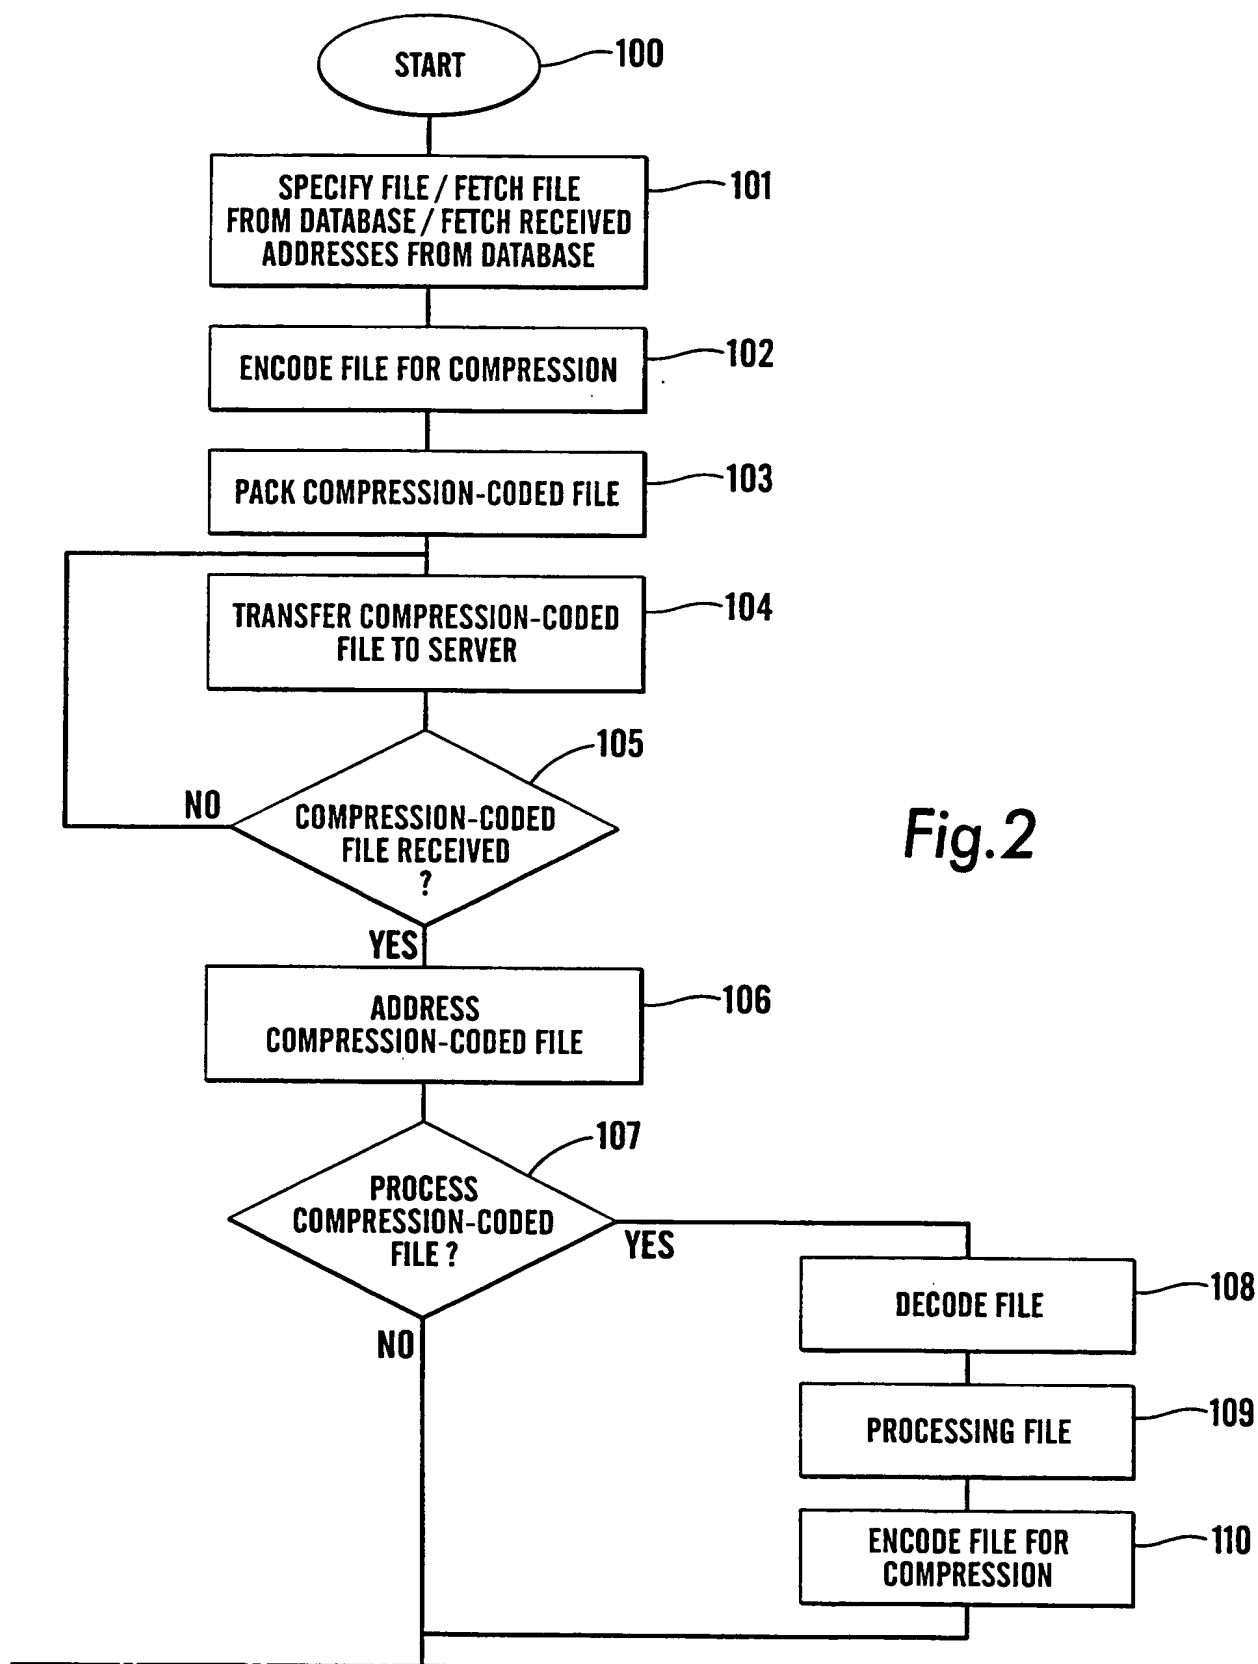 START
100
SPECIFY FILE / FETCH FILE
FROM DATABASE / FETCH RECEIVED
ADDRESSES FROM DATABASE
101
ENCODE FILE FOR COMPRESSION
102
PACK COMPRESSION-CODED FILE
103
TRANSFER COMPRESSION-CODED
FILE TO SERVER
104
105
NO
COMPRESSION-CODED
FILE RECEIVED
?
Fig.2
YES
ADDRESS
COMPRESSION-CODED FILE
106
107
PROCESS
COMPRESSION-CODED
FILE ?
YES
NO
DECODE FILE
108
PROCESSING FILE
109
ENCODE FILE FOR
COMPRESSION
110